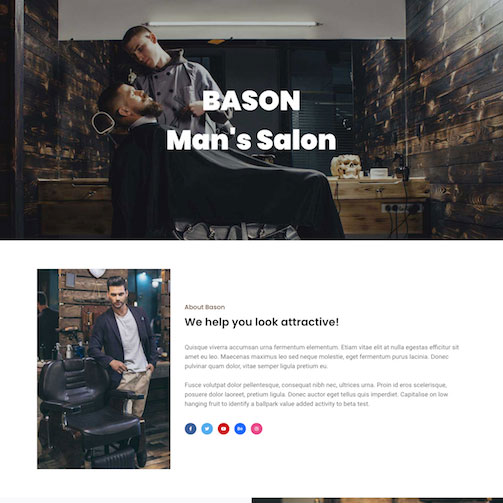 BASON
Man's Salon
About Bason
We help you look attractive!
Quisque viverra accumsan urna fermentum elementum. Etiam vitae elit at nulla egestas efficitur sit
amet eu leo. Maecenas maximus leo sed neque molestie, eget fermentum purus lacinia. Donec
pulvinar quam dolor, vitae semper ligula pretium eu.
Fusce volutpat dolor pellentesque, consequat nibh nec, ultrices urna. Proin id eros scelerisque,
posuere dolor laoreet, pretium ligula. Donec auctor eget tellus quis imperdiet. Capitalise on low
hanging fruit to identify a ballpark value added activity to beta test.